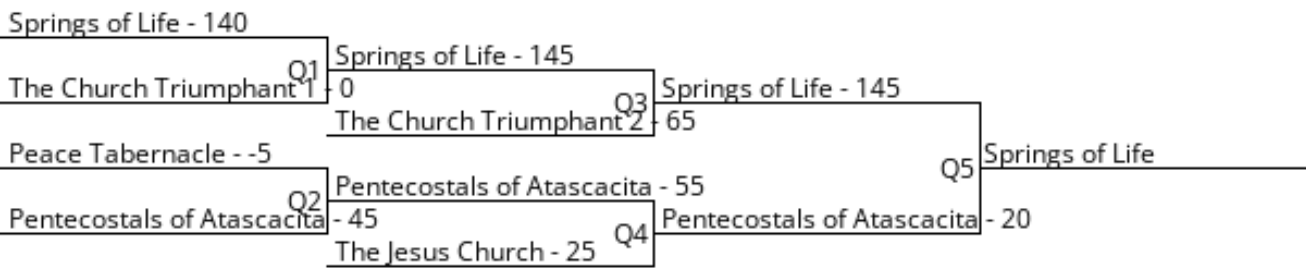 Springs of Life - 140
Q1
The Church Triumphant 1 - 0
Springs of Life - 145
Q3
The Church Triumphant 2 - 65
Springs of Life - 145
Peace Tabernacle - -5
Q2
Pentecostals of Atascacita - 45
Pentecostals of Atascacita - 55
Q4
The Jesus Church - 25
Pentecostals of Atascacita - 20
Q5
Springs of Life